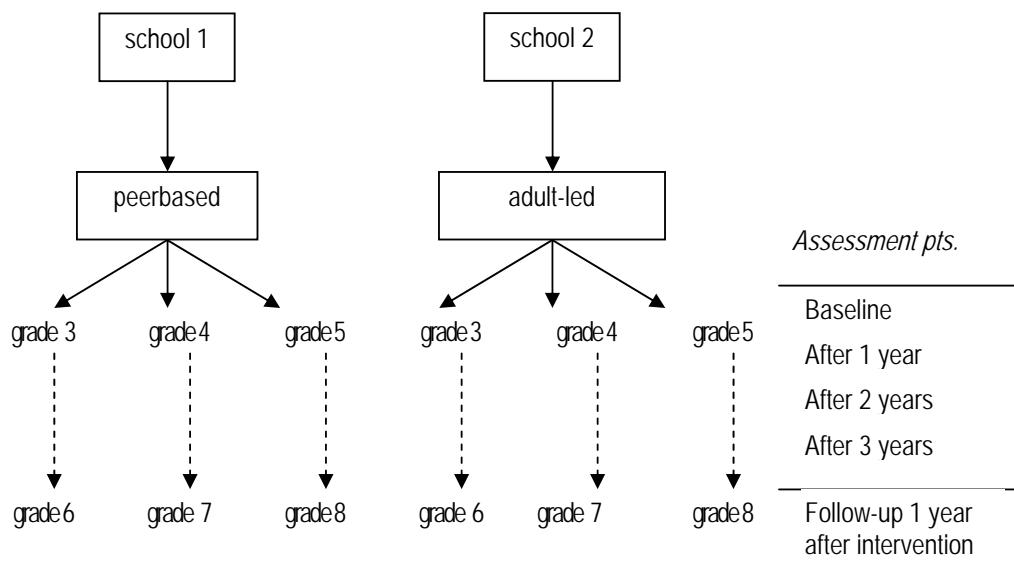 school 1
school 2
peerbased
adult-led
Assessment pts.
grade 3 grade 4 grade 5 grade 3 grade 4 grade 5
Baseline
After 1 year
After 2 years
After 3 years
grade 6 grade 7 grade 8 grade 6 grade 7 grade 8
Follow-up 1 year
after intervention